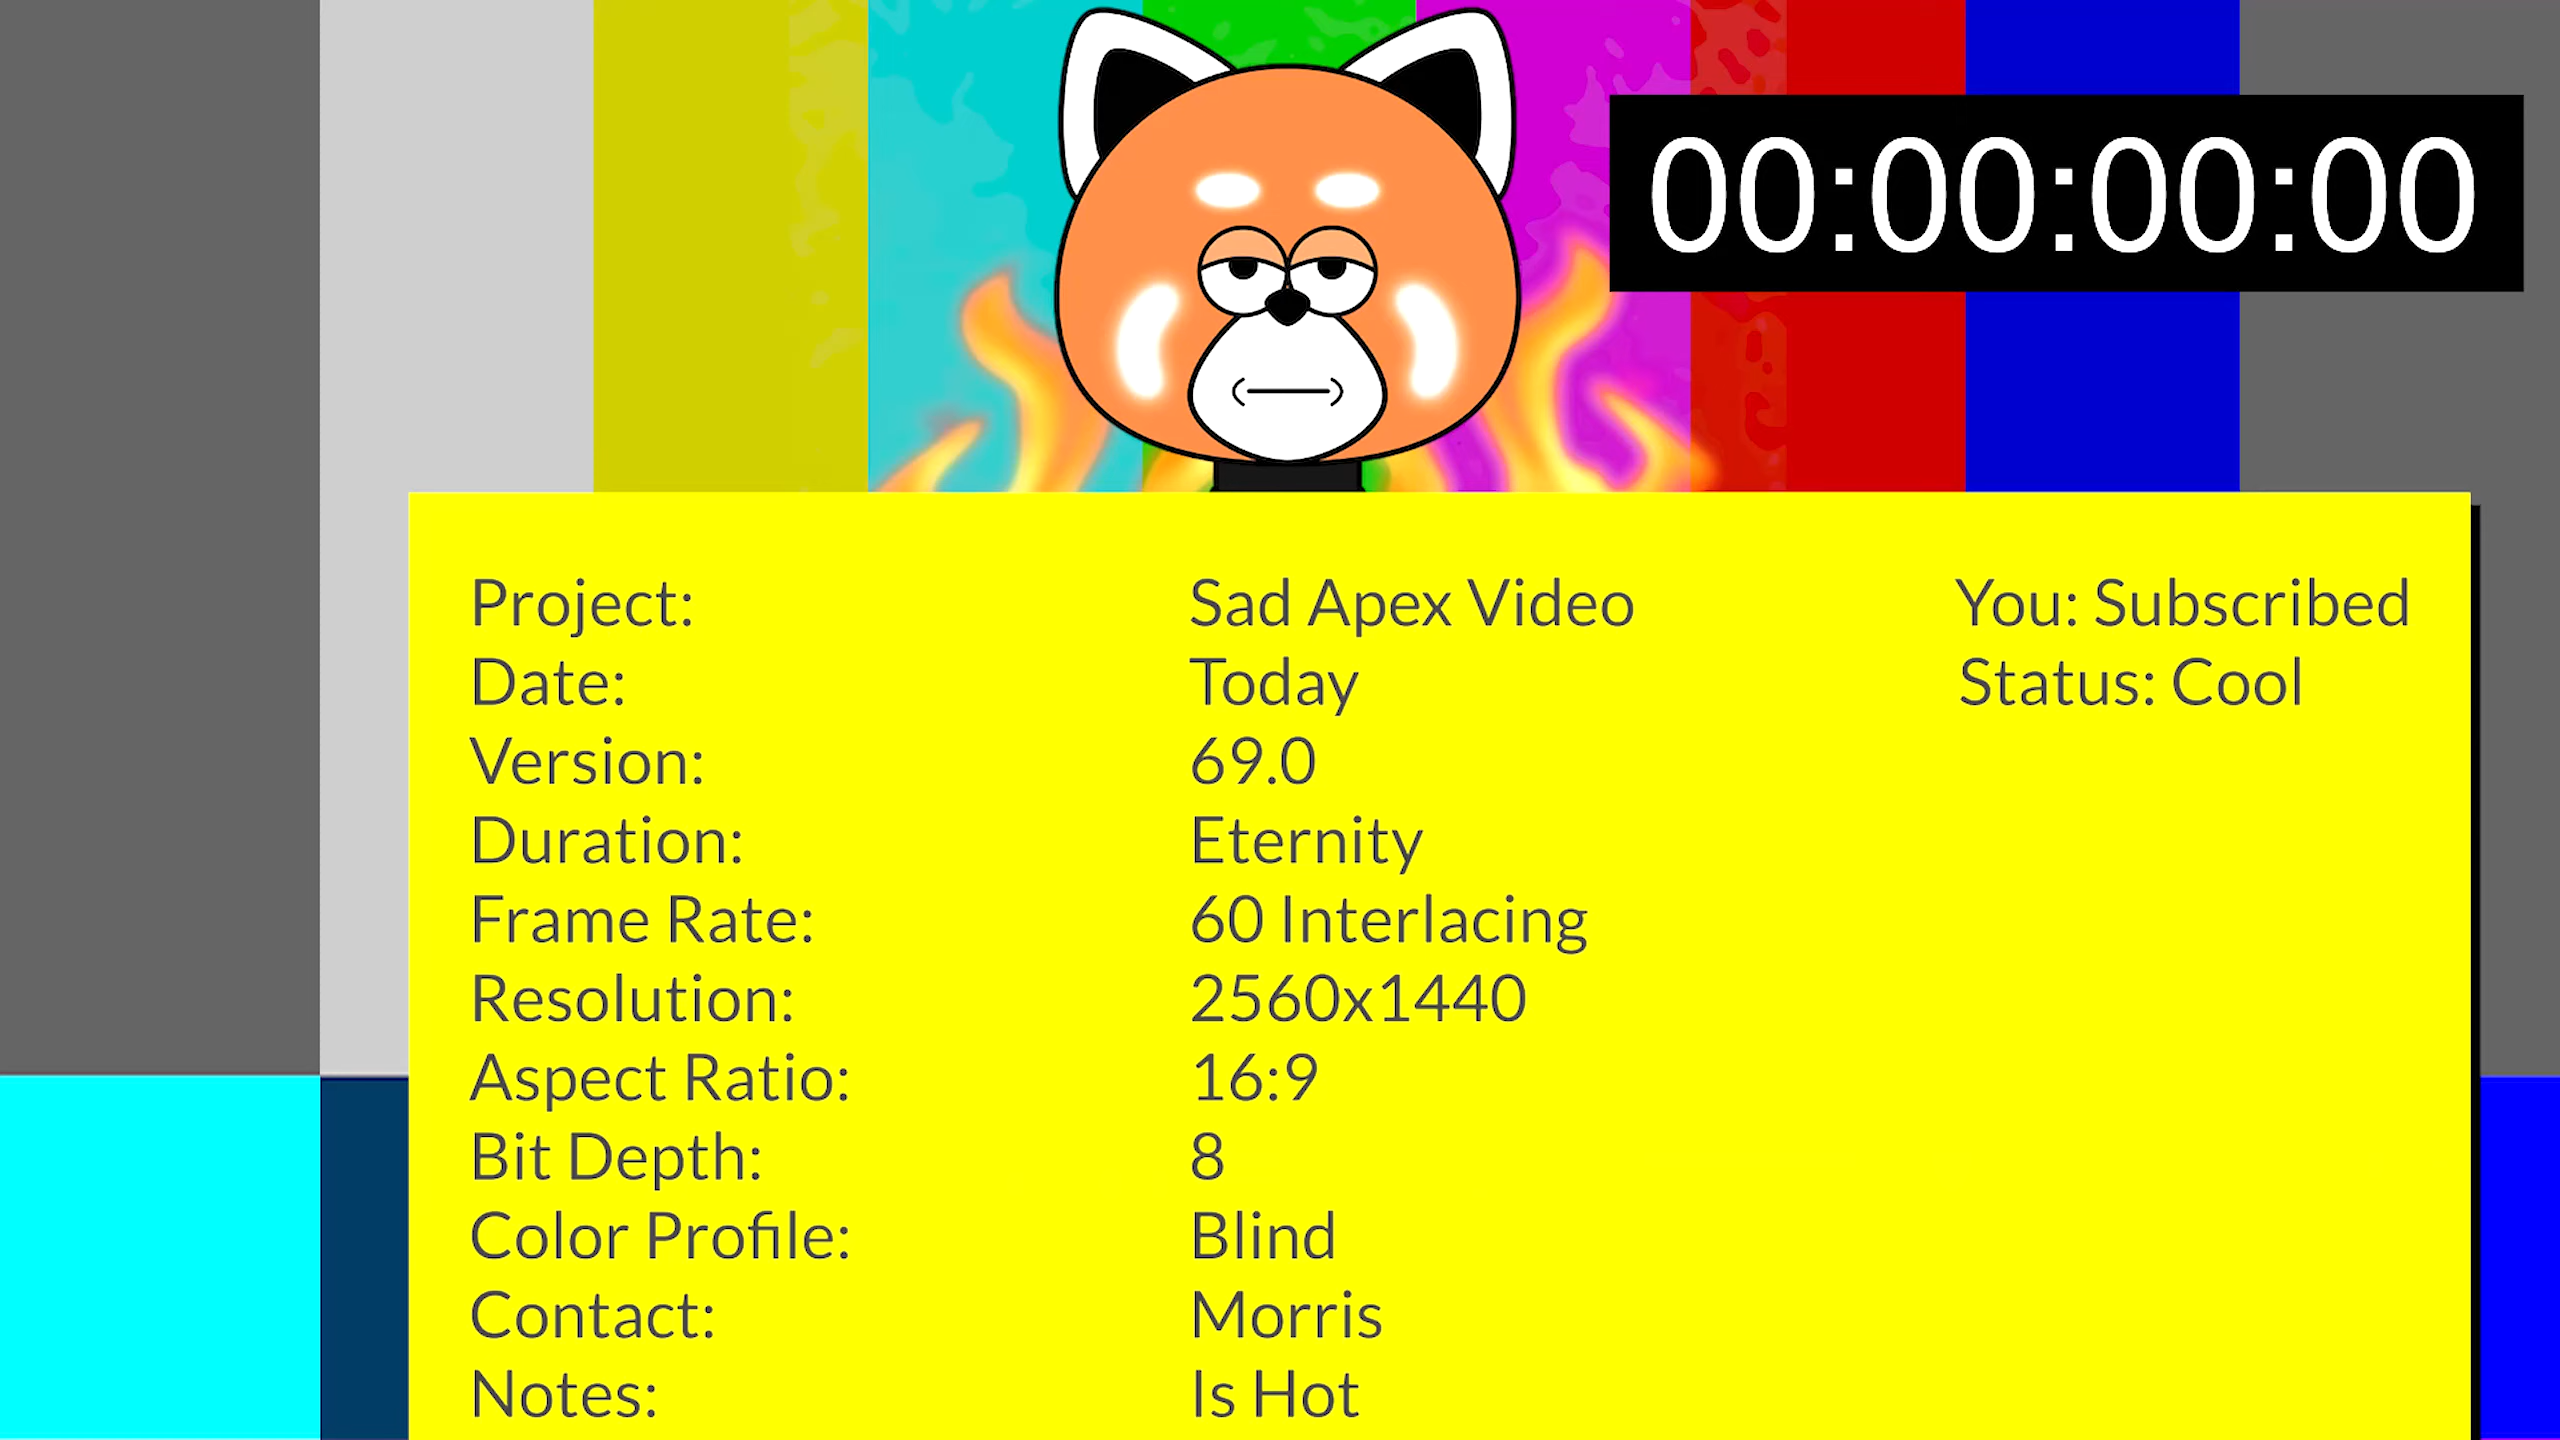 00:00:00:00
Project: Sad Apex Video You: Subscribed
Date: Today Status: Cool
Version: 69.0
Duration: Eternity
Frame Rate: 60 Interlacing
Resolution: 2560x1440
Aspect Ratio: 16:9
Bit Depth: 8
Color Profile: Blind
Contact: Morris
Notes: Is Hot